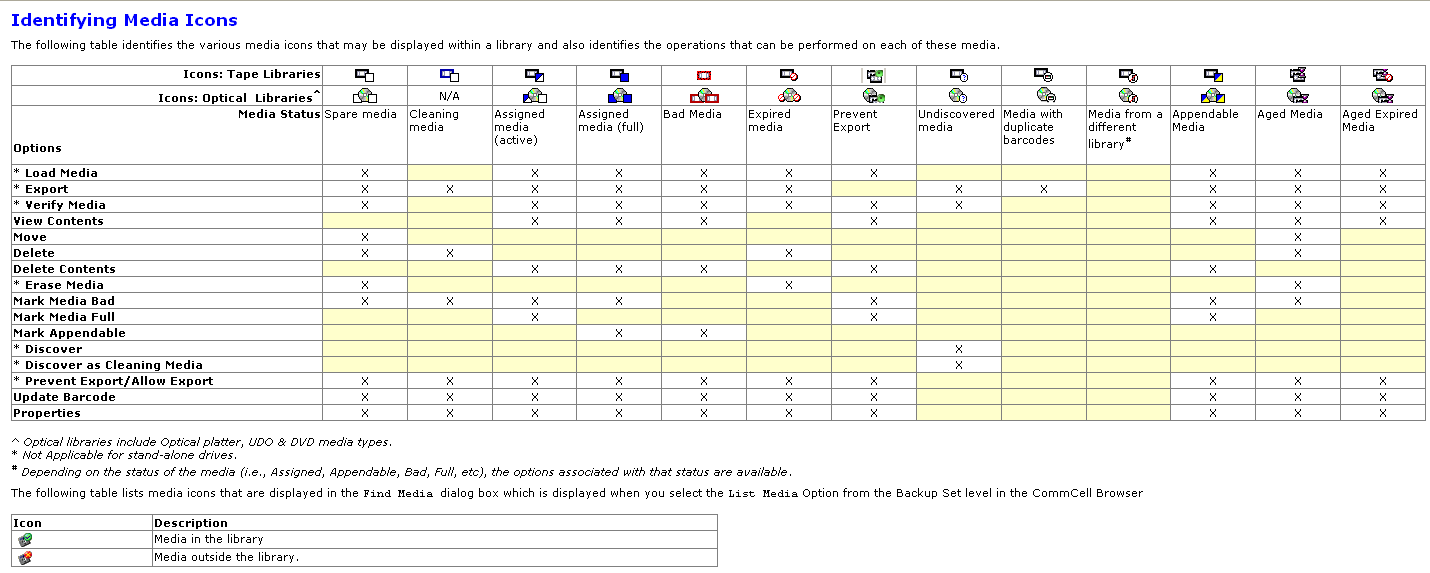 Identifying Media Icons
The following table identifies the various media icons that may be displayed within a library and also identifies the operations that can be performed on each of these media.
Icons: Tape Libraries
Icons: Optical Libraries^ N/A
Media Status Options Spare media Cleaning media Assigned media (active) Assigned media (full) Bad Media Expired media Prevent Export Undiscovered media Media with duplicate barcodes Media from a different library# Appendable Media Aged Media Aged Expired Media
* Load Media X X X X X X X X X
* Export X X X X X X X X X X X
* Verify Media X X X X X X X X X X
View Contents X X X X X X X
Move X X
Delete X X X X
Delete Contents X X X X X
* Erase Media X X X
Mark Media Bad X X X X X X X
Mark Media Full X X X
Mark Appendable X X
* Discover X
* Discover as Cleaning Media X
* Prevent Export/Allow Export X X X X X X X X X X
Update Barcode X X X X X X X X X X
Properties X X X X X X X X X X
^ Optical libraries include Optical platter, UDO & DVD media types.
* Not Applicable for stand-alone drives.
# Depending on the status of the media (i.e., Assigned, Appendable, Bad, Full, etc), the options associated with that status are available.
The following table lists media icons that are displayed in the Find Media dialog box which is displayed when you select the List Media Option from the Backup Set level in the CommCell Browser
Icon Description
Media in the library
Media outside the library.